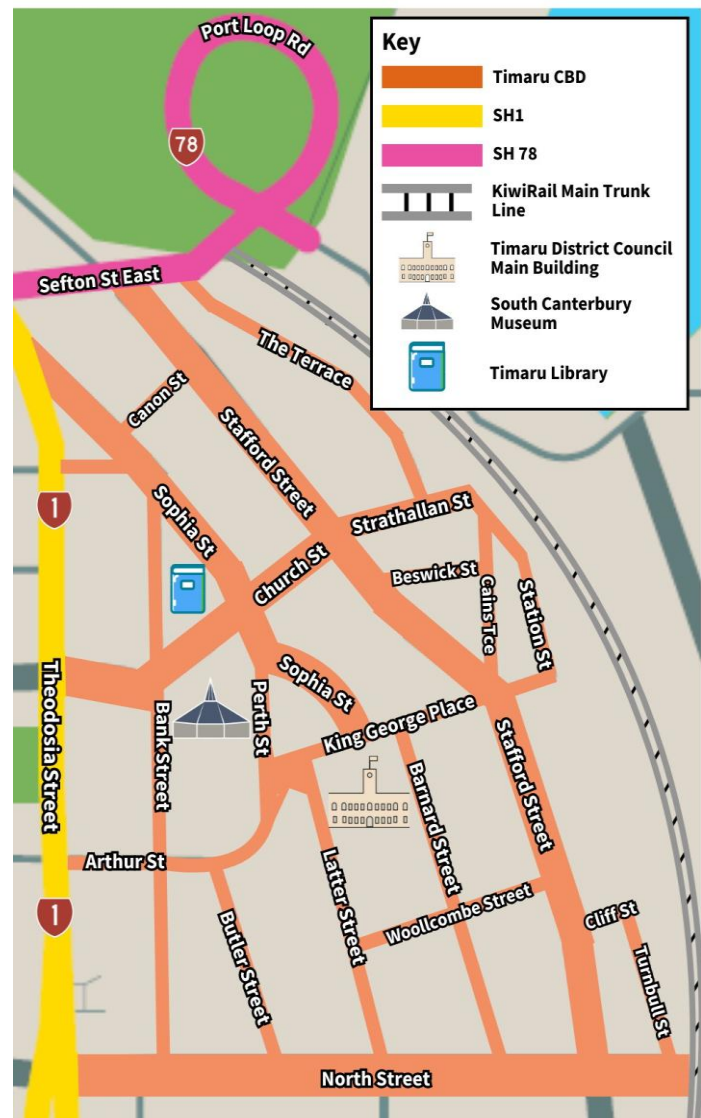 Port Loop Rd
78
Sefton St East
Key
Timaru CBD
SH1
SH 78
KiwiRail Main Trunk
Line
Timaru District Council
Main Building
South Canterbury
Museum
Timaru Library
The Terrace
Canon St
Stafford Street
1
Sophia St
Strathallan St
Church St
Beswick St
Cains Tce
Station St
Theodosia Street
Bank Street
Perth St
Sophia St
King George Place
Stafford Street
Barnard Street
Arthur St
Latter Street
Woollcombe Street
1
Butler Street
Cliff St
Turnbull St
North Street